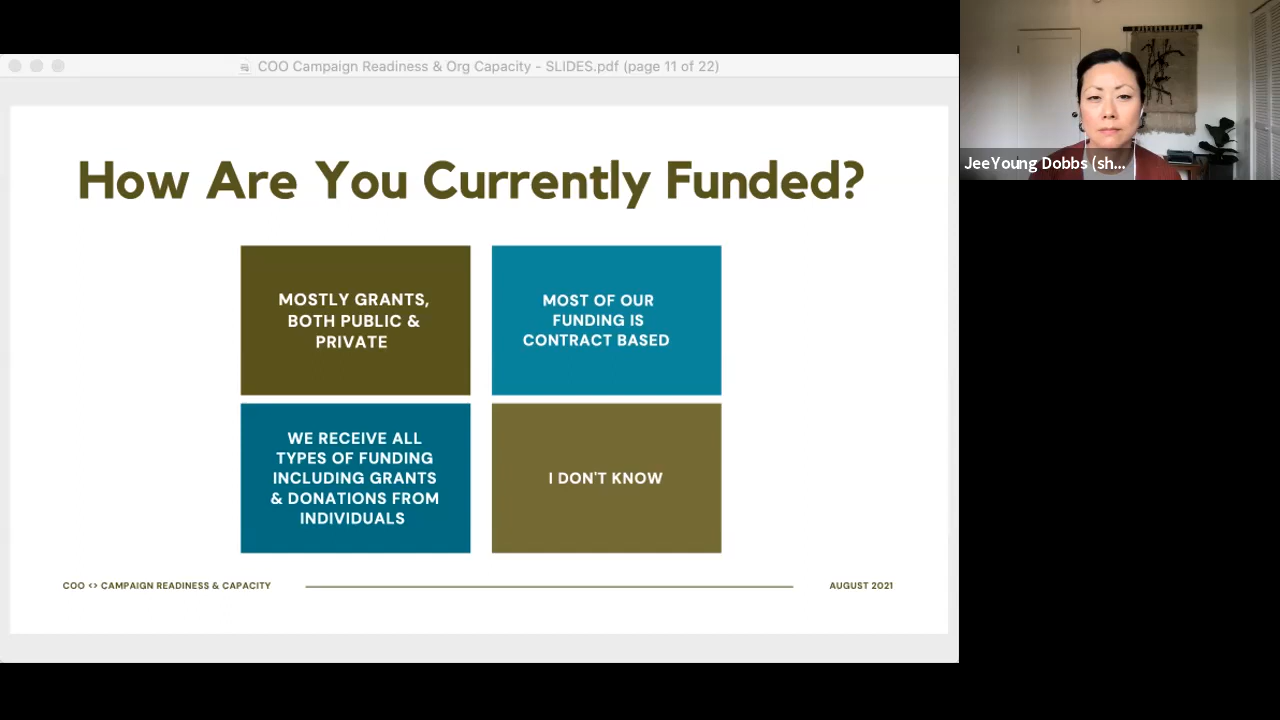 COO Campaign Readiness & Org Capacity - SLIDES.pdf (page 11 of 22)
How Are You Currently Funded?
MOSTLY GRANTS,
BOTH PUBLIC &
PRIVATE
MOST OF OUR
FUNDING IS
CONTRACT BASED
WE RECEIVE ALL
TYPES OF FUNDING
INCLUDING GRANTS
& DONATIONS FROM
INDIVIDUALS
I DON'T KNOW
COO <> CAMPAIGN READINESS & CAPACITY
AUGUST 2021
JeeYoung Dobbs (sh...